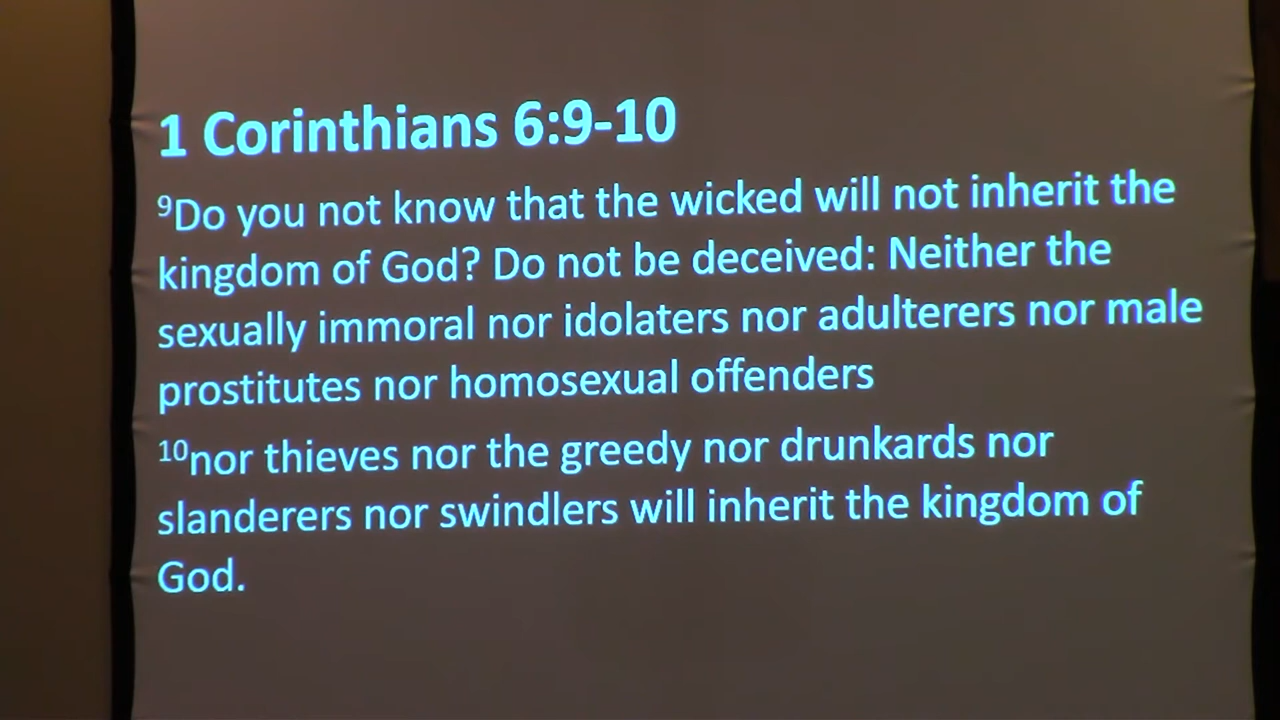 1 Corinthians 6:9-10
⁹Do you not know that the wicked will not inherit the
kingdom of God? Do not be deceived: Neither the
sexually immoral nor idolaters nor adulterers nor male
prostitutes nor homosexual offenders
¹⁰nor thieves nor the greedy nor drunkards nor
slanderers nor swindlers will inherit the kingdom of
God.